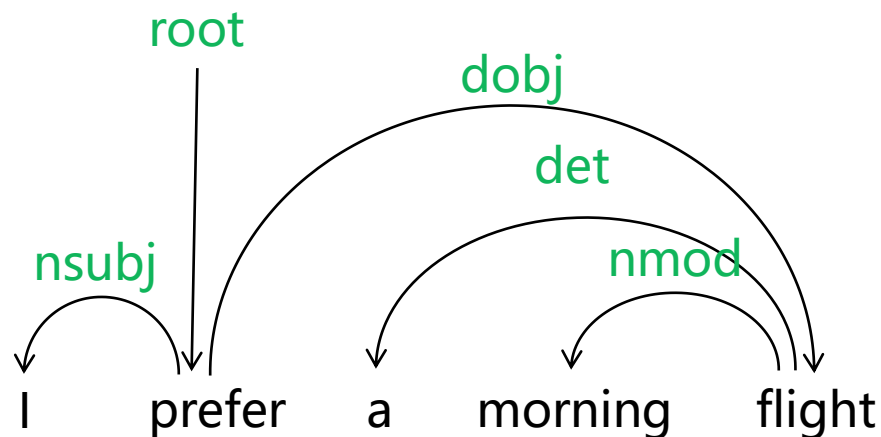 root
dobj
det
nsubj nmod
I prefer a morning flight